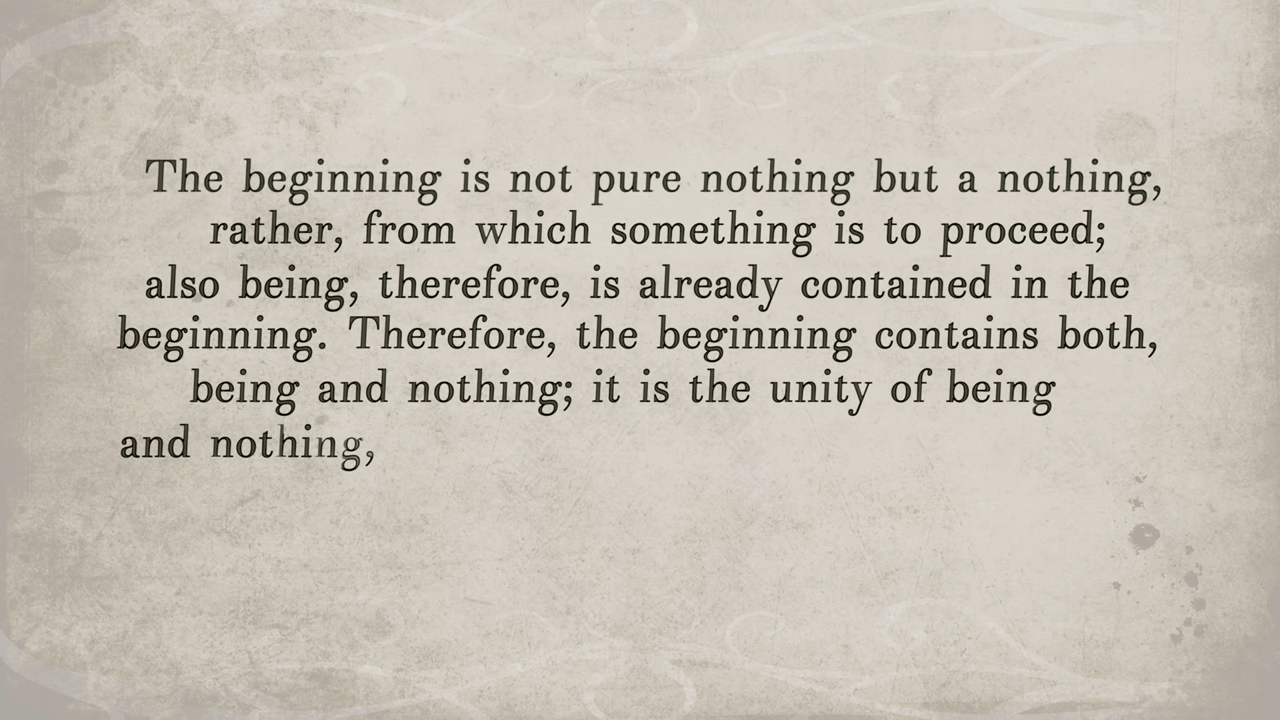 The beginning is not pure nothing but a nothing,
rather, from which something is to proceed;
also being, therefore, is already contained in the
beginning. Therefore, the beginning contains both,
being and nothing; it is the unity of being
and nothing,